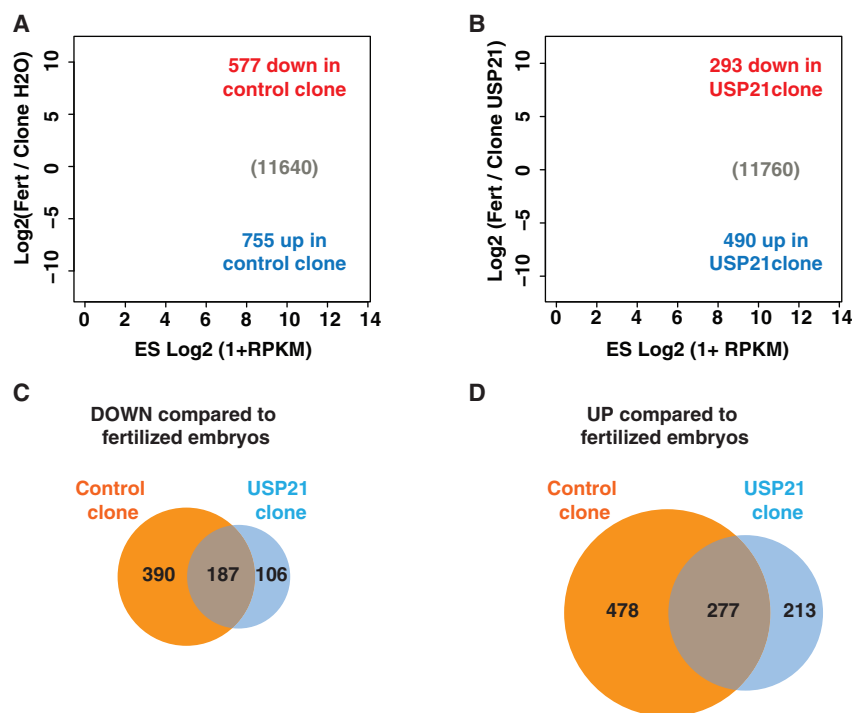 A
Log2(Fert / Clone H2O)
10
5
0
−5
−10
577 down in
control clone
(11640)
755 up in
control clone
0 2 4 6 8 10 12 14
ES Log2 (1+RPKM)
B
Log2 (Fert / Clone USP21)
10
5
0
−5
−10
293 down in
USP21clone
(11760)
490 up in
USP21clone
0 2 4 6 8 10 12 14
ES Log2 (1+ RPKM)
C
DOWN compared to
fertilized embryos
Control
clone
USP21
clone
390 187 106
D
UP compared to
fertilized embryos
Control
clone
USP21
clone
478 277 213